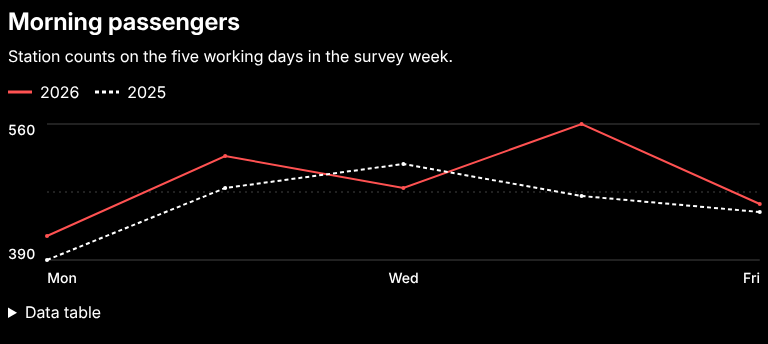 Morning passengers
Station counts on the five working days in the survey week.
2026 2025
560
390
Mon Wed Fri
Data table